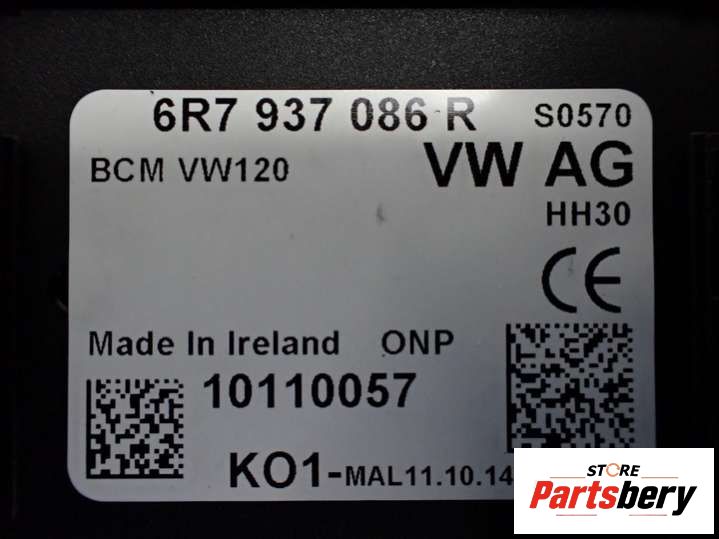 6R7 937 086 R S0570
BCM VW120 VW AG
HH30
CE
Made In Ireland ONP
10110057
KO1-MAL11.10.14
STORE
Partsbery